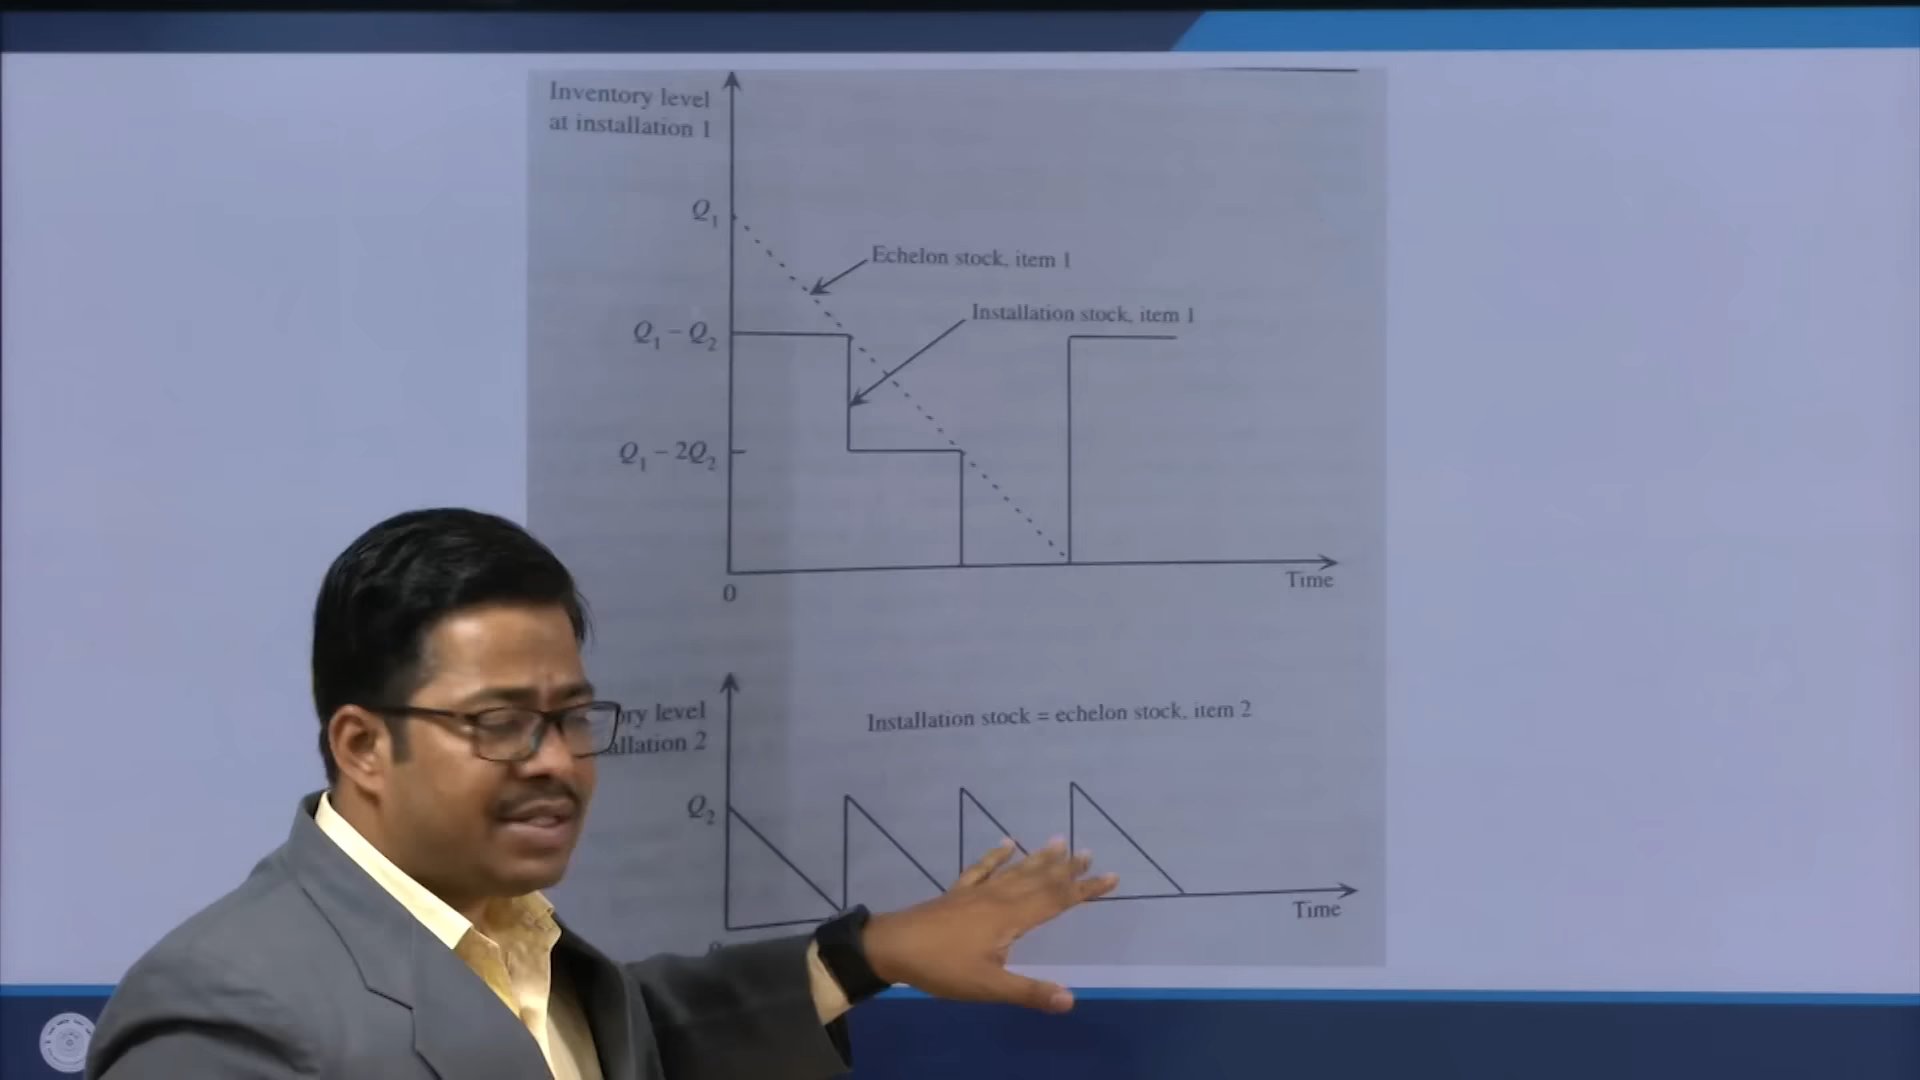 Inventory level
at installation 1
Q1
Echelon stock, item 1
Installation stock, item 1
Q1 − Q2
Q1 − 2Q2
Time
0
ory level
allation 2
Installation stock = echelon stock, item 2
Q2
Time